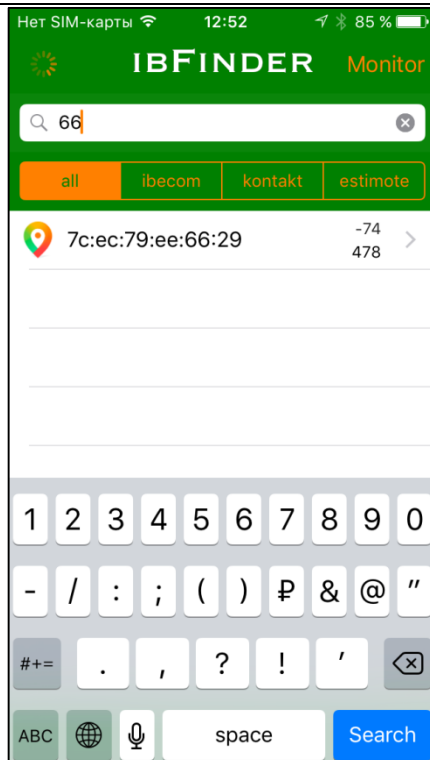 Нет SIM-карты 12:52 85 %
IBFINDER Monitor
66
all ibecom kontakt estimote
7c:ec:79:ee:66:29 -74
478
1 2 3 4 5 6 7 8 9 0
- / : ; ( ) ₽ & @ "
#+= . , ? ! '
ABC space Search